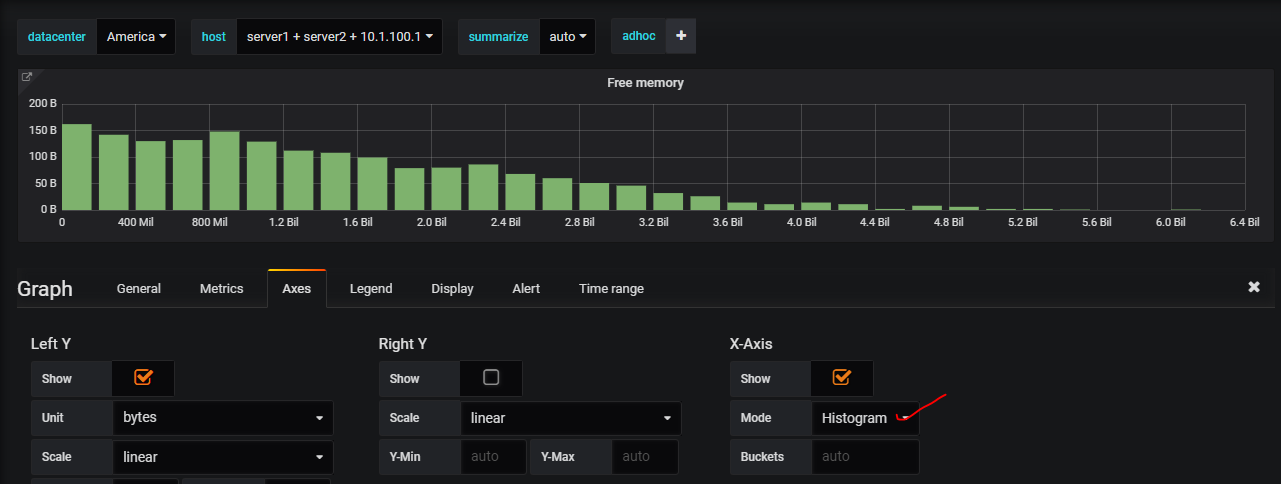 datacenter America host server1 + server2 + 10.1.100.1 summarize auto adhoc +
Free memory
200 B
150 B
100 B
50 B
0 B
0 400 Mil 800 Mil 1.2 Bil 1.6 Bil 2.0 Bil 2.4 Bil 2.8 Bil 3.2 Bil 3.6 Bil 4.0 Bil 4.4 Bil 4.8 Bil 5.2 Bil 5.6 Bil 6.0 Bil 6.4 Bil
Graph General Metrics Axes Legend Display Alert Time range
Left Y Right Y X-Axis
Show Show Show
Unit bytes Scale linear Mode Histogram
Scale linear Y-Min auto Y-Max auto Buckets auto